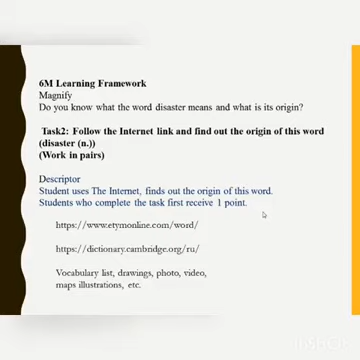 6M Learning Framework
Magnify
Do you know what the word disaster means and what is its origin?
Task2: Follow the Internet link and find out the origin of this word
(disaster (n.))
(Work in pairs)
Descriptor
Student uses The Internet, finds out the origin of this word.
Students who complete the task first receive 1 point.
https://www.etymonline.com/word/
https://dictionary.cambridge.org/ru/
Vocabulary list, drawings, photo, video,
maps illustrations, etc.